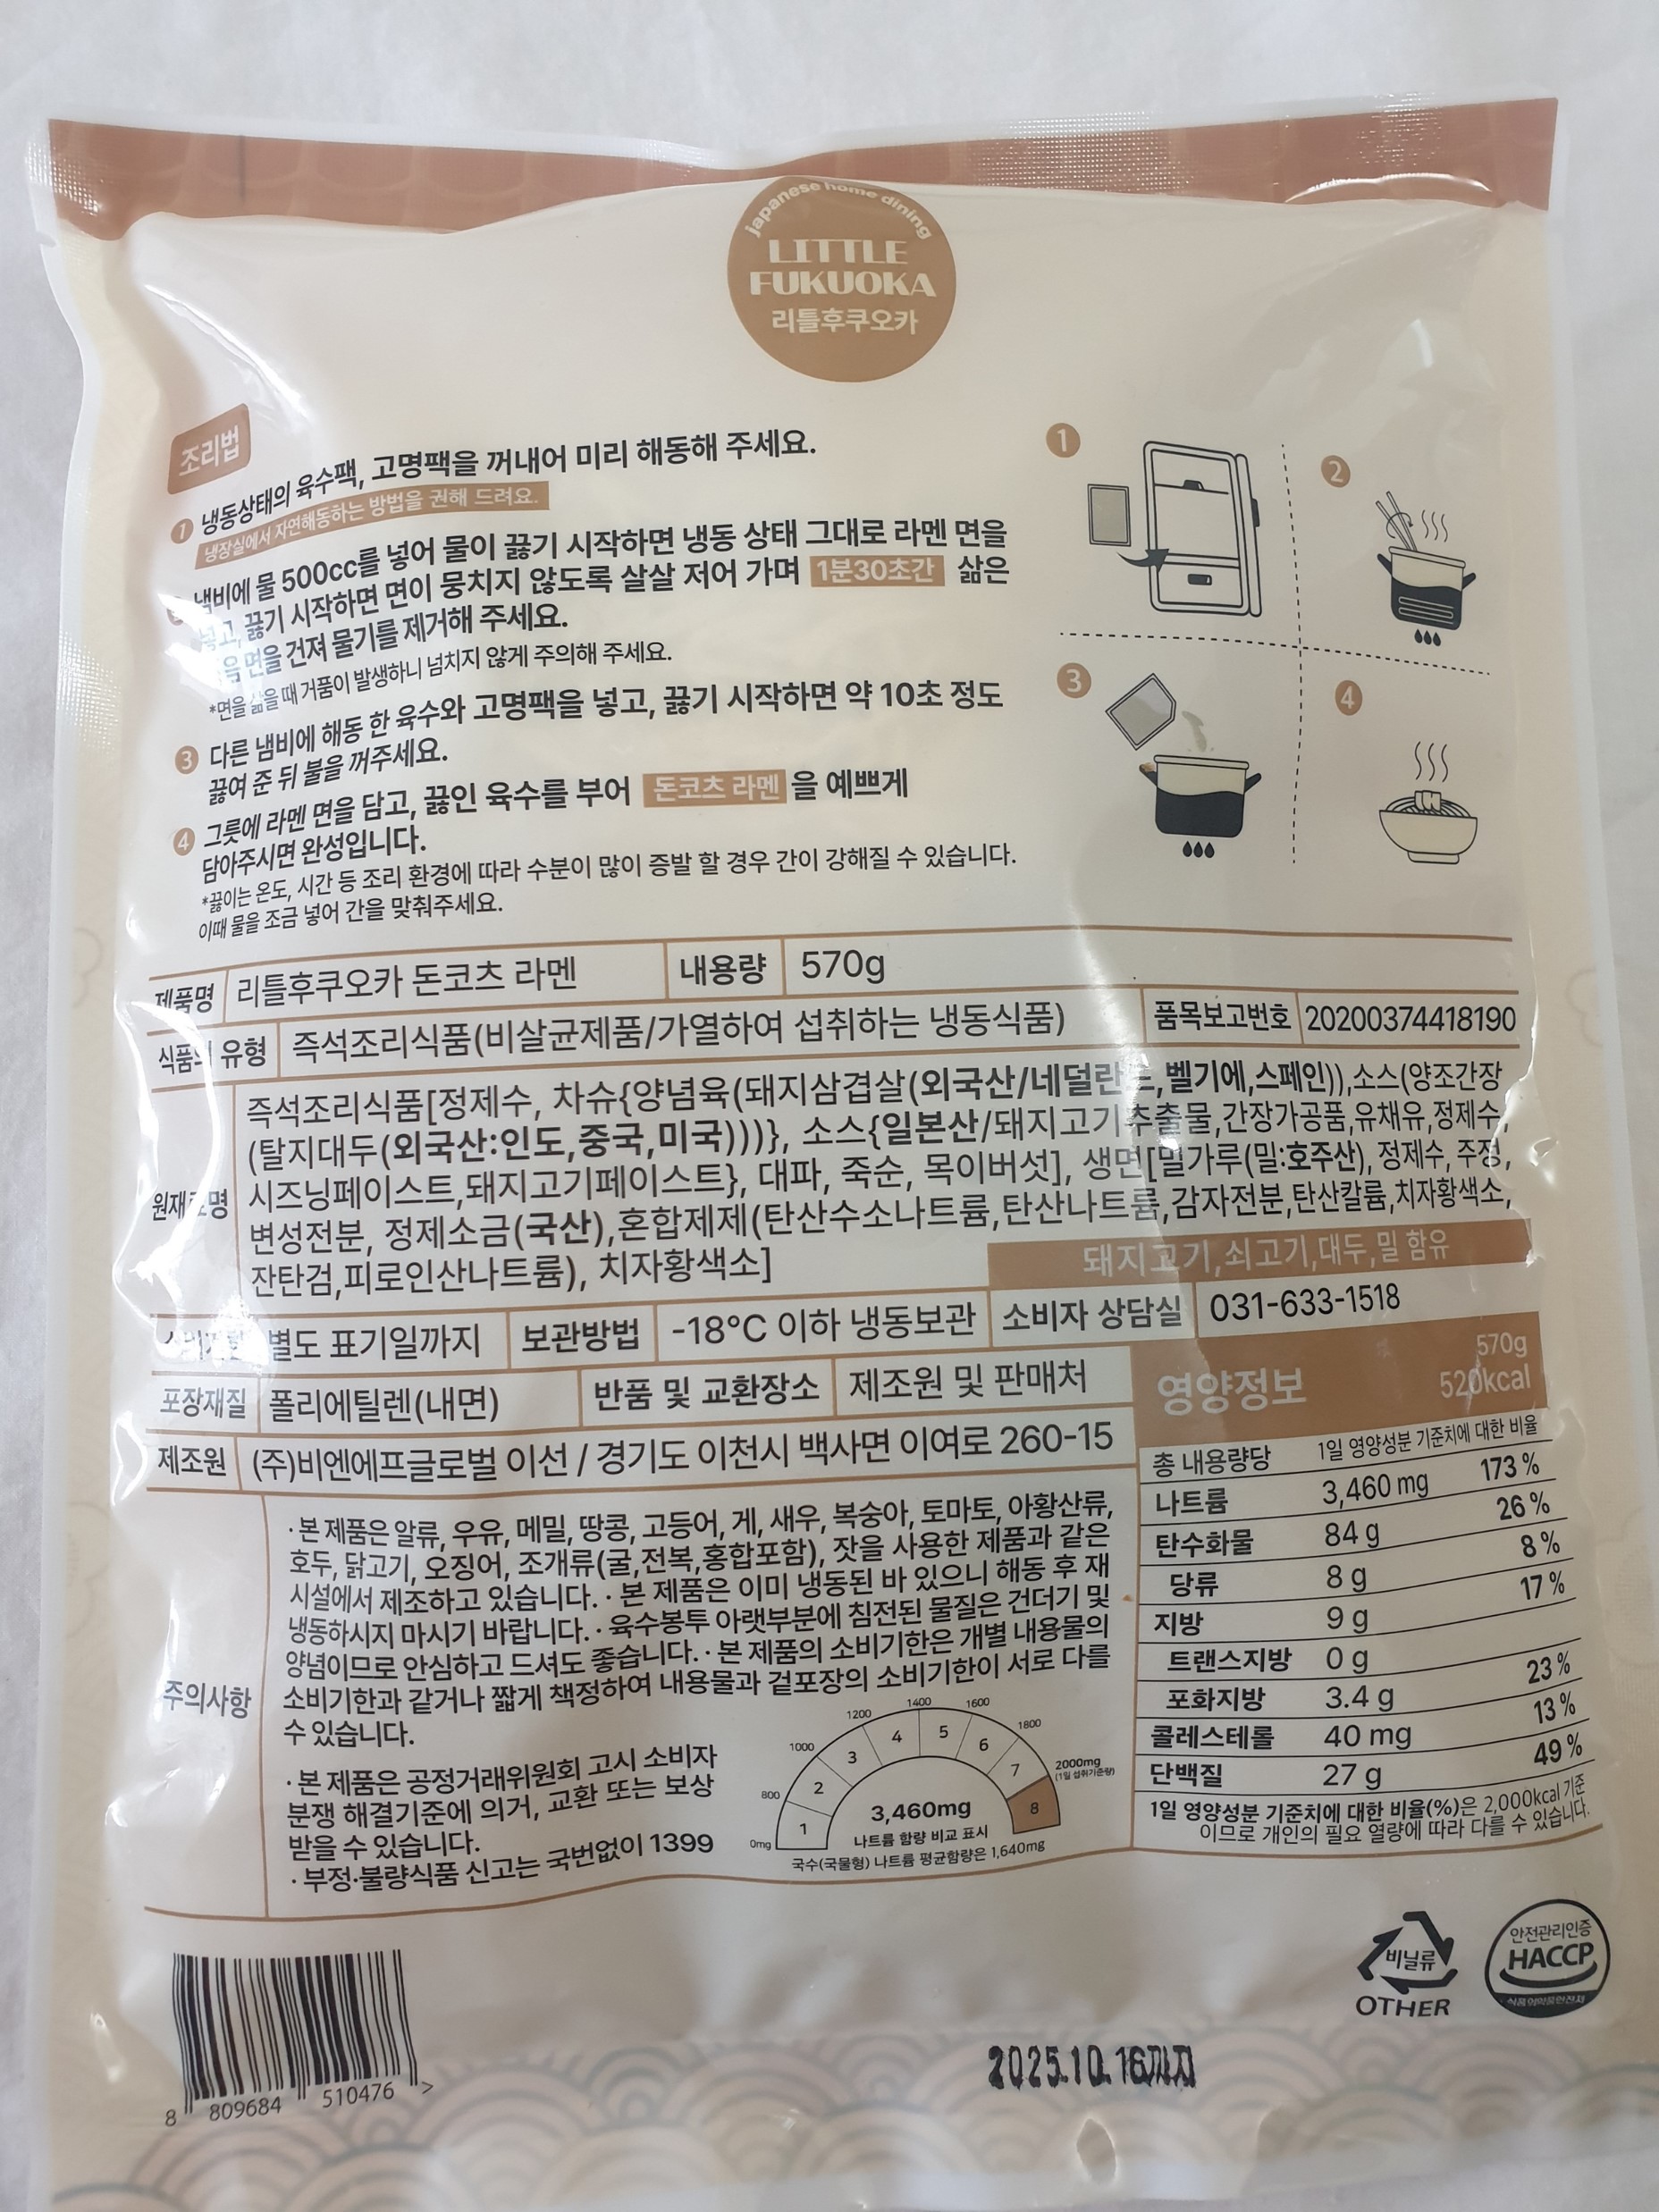 japanese home dining
LITTLE
FUKUOKA
리틀후쿠오카
조리법
1 냉동상태의 육수팩, 고명팩을 꺼내어 미리 해동해 주세요.
냉장실에서 자연해동하는 방법을 권해 드려요.
냄비에 물 500cc를 넣어 물이 끓기 시작하면 냉동 상태 그대로 라멘 면을
넣고, 끓기 시작하면 면이 뭉치지 않도록 살살 저어 가며 1분30초간 삶은
다음 면을 건져 물기를 제거해 주세요.
*면을 삶을 때 거품이 발생하니 넘치지 않게 주의해 주세요.
3 다른 냄비에 해동 한 육수와 고명팩을 넣고, 끓기 시작하면 약 10초 정도
끓여 준 뒤 불을 꺼주세요.
4 그릇에 라멘 면을 담고, 끓인 육수를 부어 돈코츠 라멘 을 예쁘게
담아주시면 완성입니다.
*끓이는 온도, 시간 등 조리 환경에 따라 수분이 많이 증발 할 경우 간이 강해질 수 있습니다.
이때 물을 조금 넣어 간을 맞춰주세요.
1
2
3
4
제품명 리틀후쿠오카 돈코츠 라멘 내용량 570g
식품의 유형 즉석조리식품(비살균제품/가열하여 섭취하는 냉동식품) 품목보고번호 20200374418190
원재료명
즉석조리식품[정제수, 차슈{양념육(돼지삼겹살(외국산/네덜란드,벨기에,스페인)),소스(양조간장
(탈지대두(외국산:인도,중국,미국)))}, 소스{일본산/돼지고기추출물,간장가공품,유채유,정제수,
시즈닝페이스트,돼지고기페이스트}, 대파, 죽순, 목이버섯], 생면[밀가루(밀:호주산), 정제수, 주정,
변성전분, 정제소금(국산),혼합제제(탄산수소나트륨,탄산나트륨,감자전분,탄산칼륨,치자황색소,
잔탄검,피로인산나트륨), 치자황색소]
돼지고기,쇠고기,대두,밀 함유
소비기한 별도 표기일까지 보관방법 -18°C 이하 냉동보관 소비자 상담실 031-633-1518
포장재질 폴리에틸렌(내면) 반품 및 교환장소 제조원 및 판매처
제조원 (주)비엔에프글로벌 이선 / 경기도 이천시 백사면 이여로 260-15
주의사항
·본 제품은 알류, 우유, 메밀, 땅콩, 고등어, 게, 새우, 복숭아, 토마토, 아황산류,
호두, 닭고기, 오징어, 조개류(굴,전복,홍합포함), 잣을 사용한 제품과 같은
시설에서 제조하고 있습니다. · 본 제품은 이미 냉동된 바 있으니 해동 후 재
냉동하시지 마시기 바랍니다. · 육수봉투 아랫부분에 침전된 물질은 건더기 및
양념이므로 안심하고 드셔도 좋습니다. · 본 제품의 소비기한은 개별 내용물의
소비기한과 같거나 짧게 책정하여 내용물과 겉포장의 소비기한이 서로 다를
수 있습니다.
·본 제품은 공정거래위원회 고시 소비자
분쟁 해결기준에 의거, 교환 또는 보상
받을 수 있습니다.
·부정·불량식품 신고는 국번없이 1399
0mg
800
1000
1200
1400
1600
1800
2000mg
(1일 섭취기준량)
1
2
3
4
5
6
7
8
3,460mg
나트륨 함량 비교 표시
국수(국물형) 나트륨 평균함량은 1,640mg
영양정보
570g
520kcal
총 내용량당 1일 영양성분 기준치에 대한 비율
나트륨 3,460 mg 173 %
탄수화물 84 g 26 %
당류 8 g 8 %
지방 9 g 17 %
트랜스지방 0 g
포화지방 3.4 g 23 %
콜레스테롤 40 mg 13 %
단백질 27 g 49 %
1일 영양성분 기준치에 대한 비율(%)은 2,000kcal 기준
이므로 개인의 필요 열량에 따라 다를 수 있습니다.
비닐류
OTHER
안전관리인증
HACCP
식품의약품안전처
2025.10.16까지
8 809684 510476 >